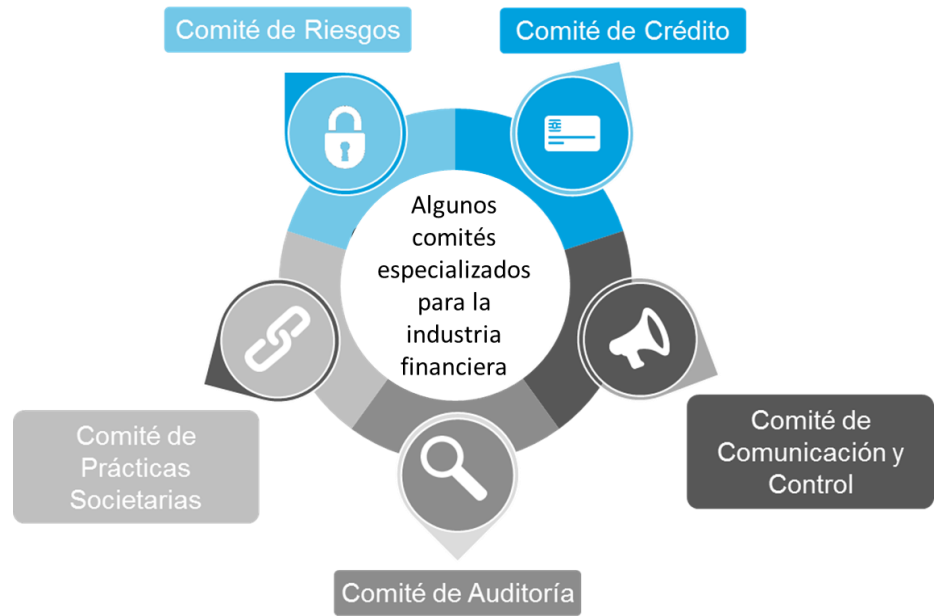 Comité de Riesgos
Comité de Crédito
Algunos
comités
especializados
para la
industria
financiera
Comité de
Prácticas
Societarias
Comité de
Comunicación y
Control
Comité de Auditoría